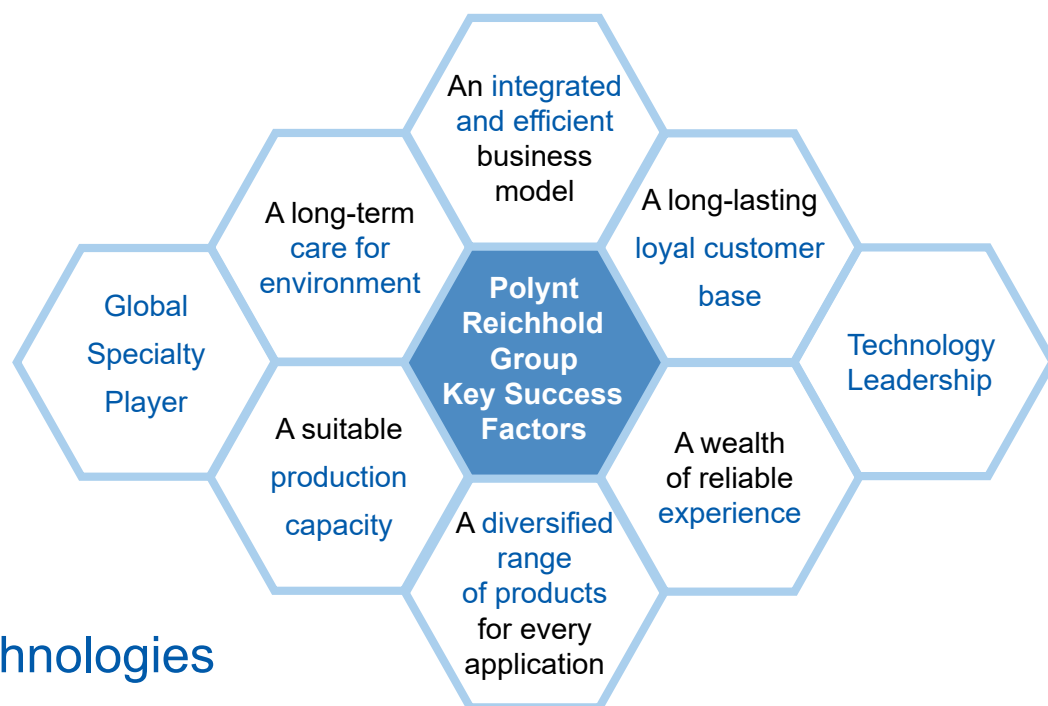 An integrated
and efficient
business
model
A long-term
care for
environment
A long-lasting
loyal customer
base
Global
Specialty
Player
Polynt
Reichhold
Group
Key Success
Factors
Technology
Leadership
A suitable
production
capacity
A wealth
of reliable
experience
A diversified
range
of products
for every
application
hnologies